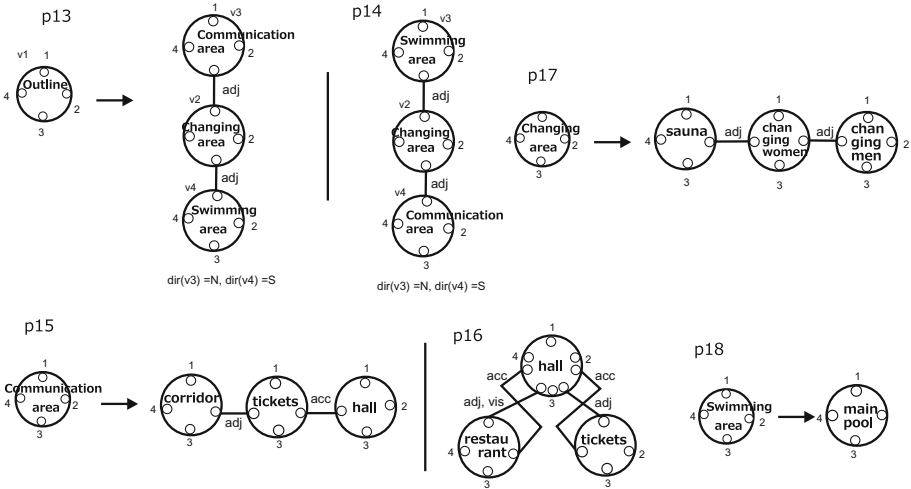 p13
v1
1
Outline
4
2
3
1
v3
Communication
area
4
2
adj
v2
Changing
area
adj
v4
Swimming
area
4
2
3
dir(v3) =N, dir(v4) =S
p14
1
v3
Swimming
area
4
2
adj
v2
Changing
area
adj
v4
Communication
area
4
2
3
dir(v3) =N, dir(v4) =S
p17
1
Changing
area
4
2
3
1
sauna
4
3
adj
1
chan
ging
women
3
adj
1
chan
ging
men
2
3
p15
1
Communication
area
4
2
3
1
corridor
4
3
adj
1
tickets
3
acc
1
hall
2
3
p16
1
hall
4
2
3
acc
acc
adj, vis
adj
restau
rant
4
3
tickets
2
3
p18
1
Swimming
area
4
2
3
1
main
pool
4
2
3